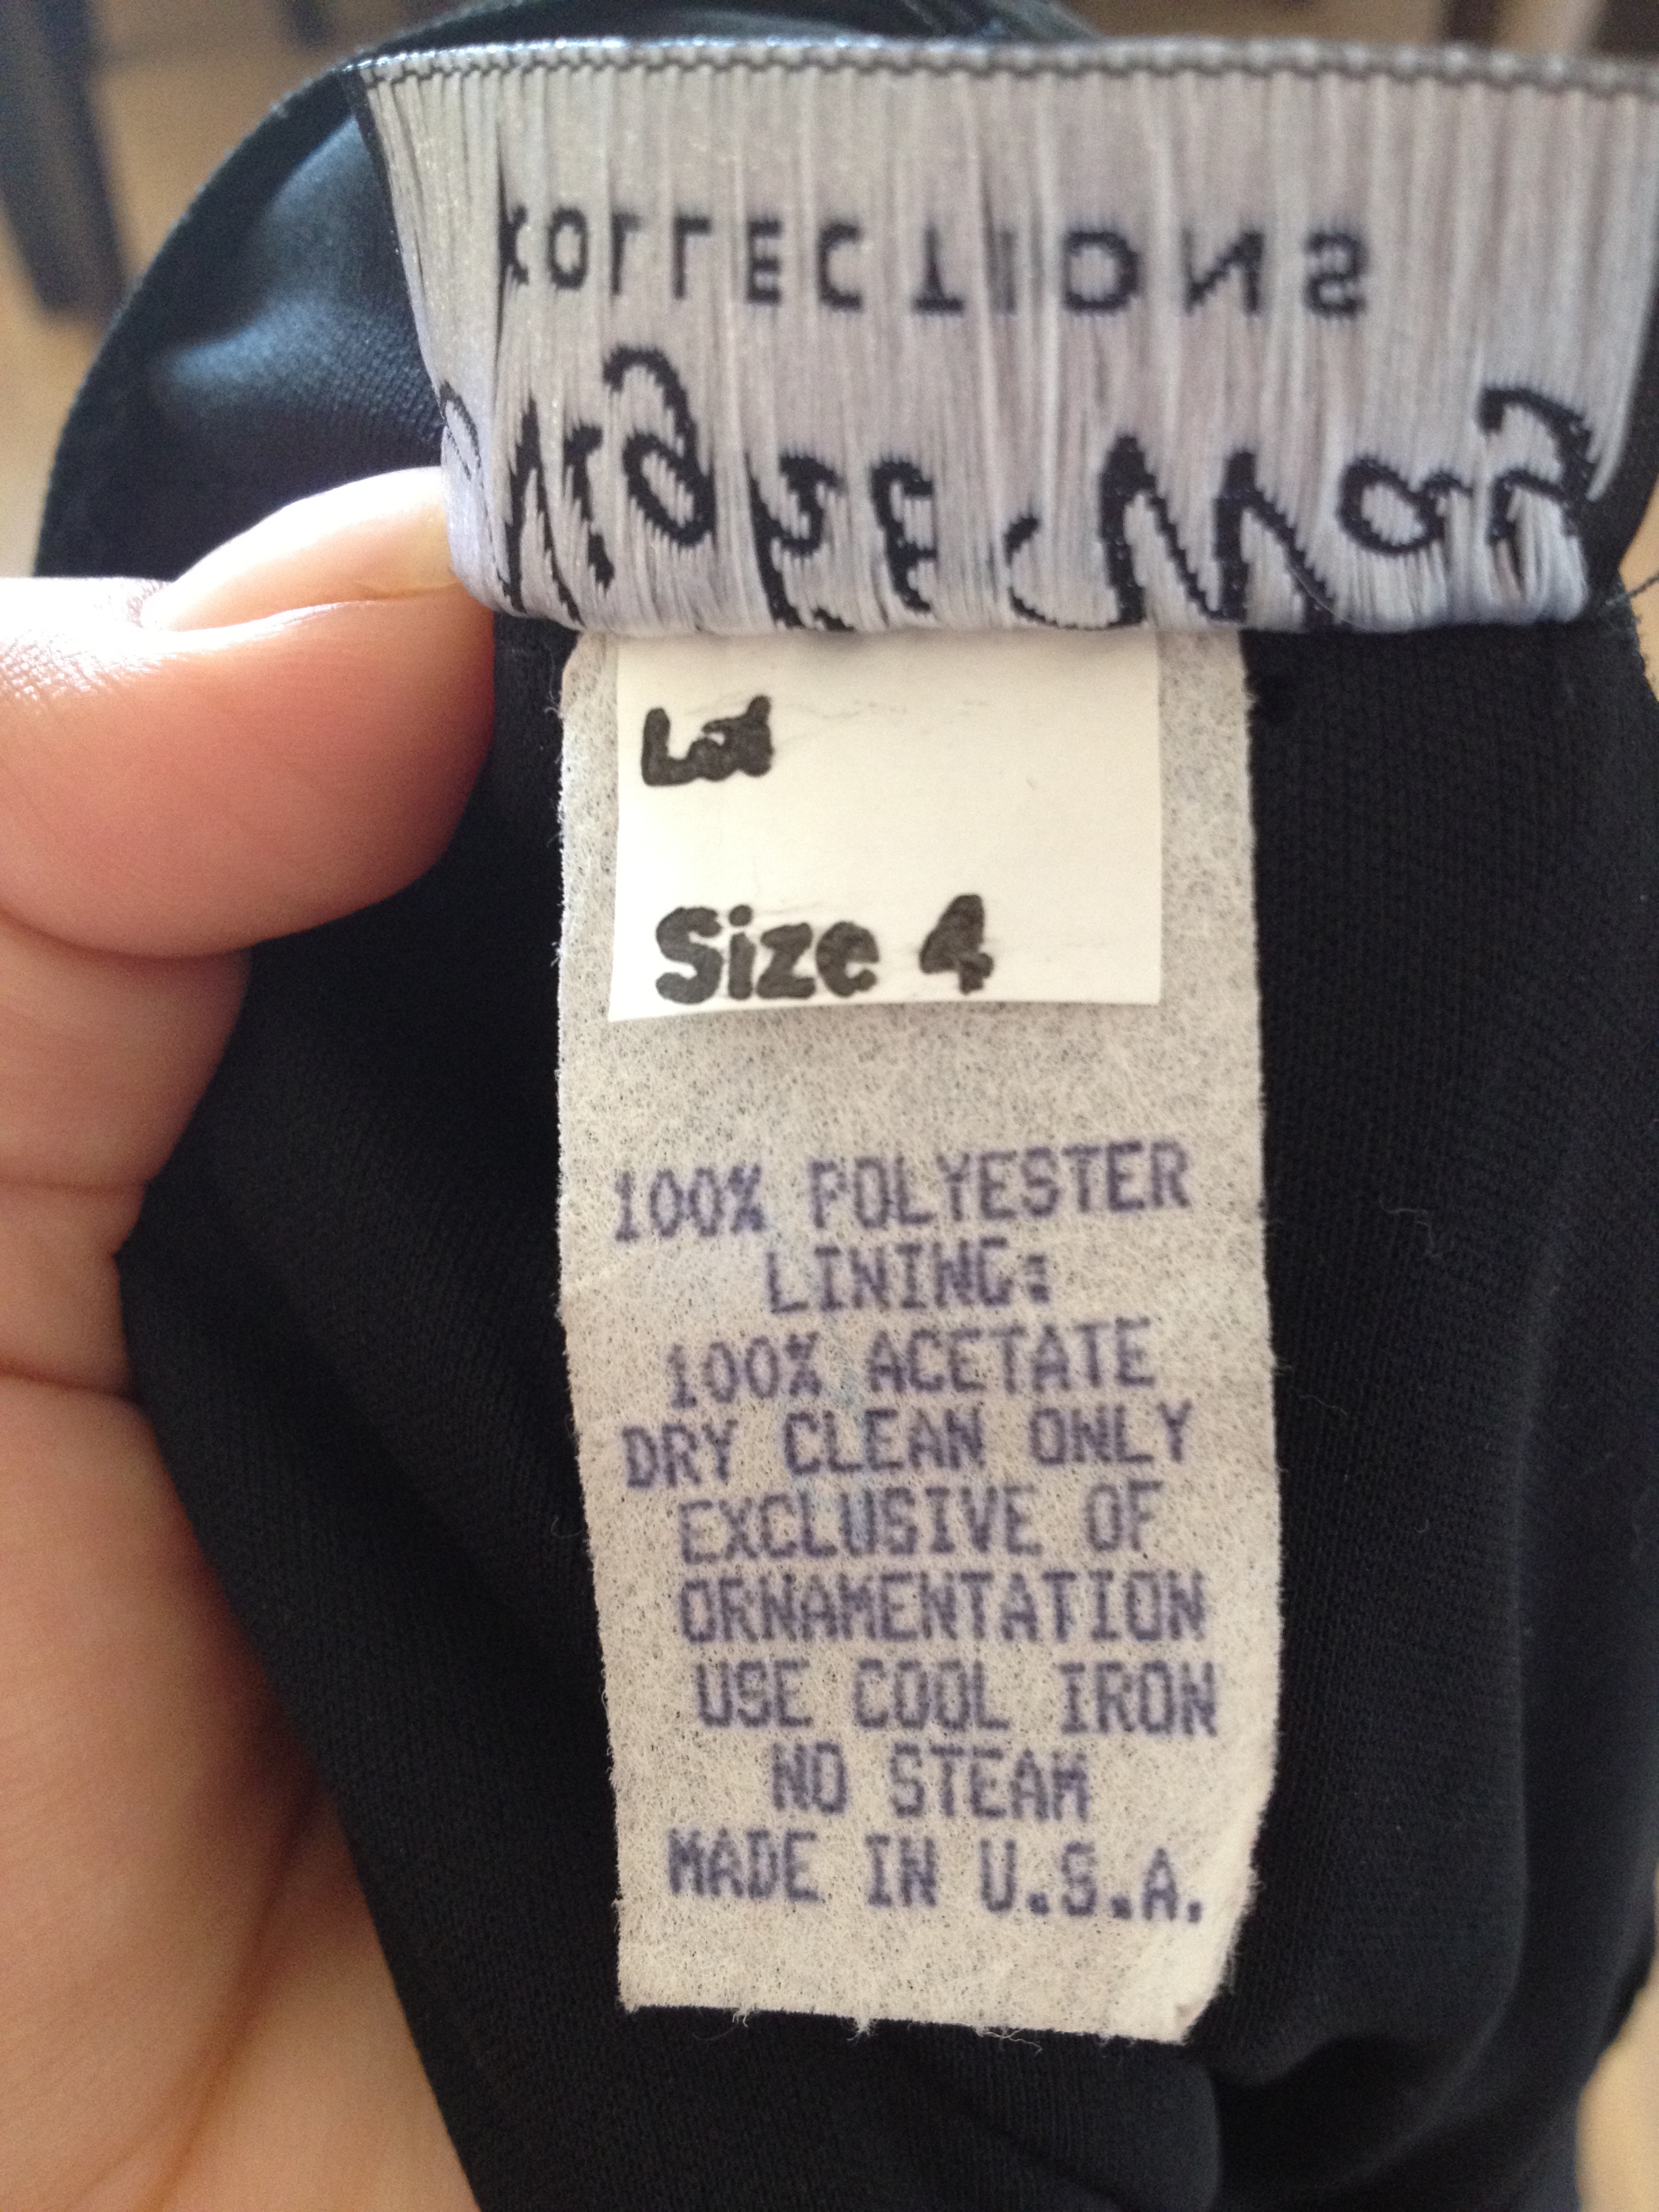 KOLLECTIONS
Lot
Size 4
100% POLYESTER
LINING:
100% ACETATE
DRY CLEAN ONLY
EXCLUSIVE OF
ORNAMENTATION
USE COOL IRON
NO STEAM
MADE IN U.S.A.